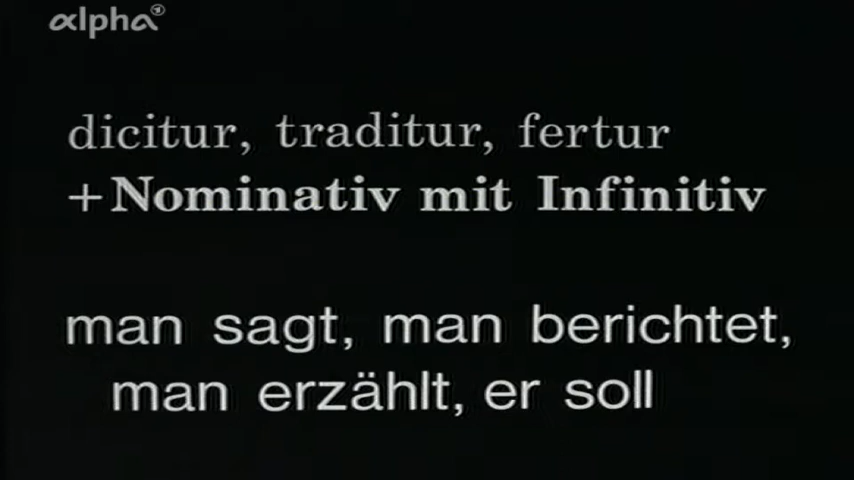 alpha
dicitur, traditur, fertur
+Nominativ mit Infinitiv
man sagt, man berichtet,
man erzählt, er soll